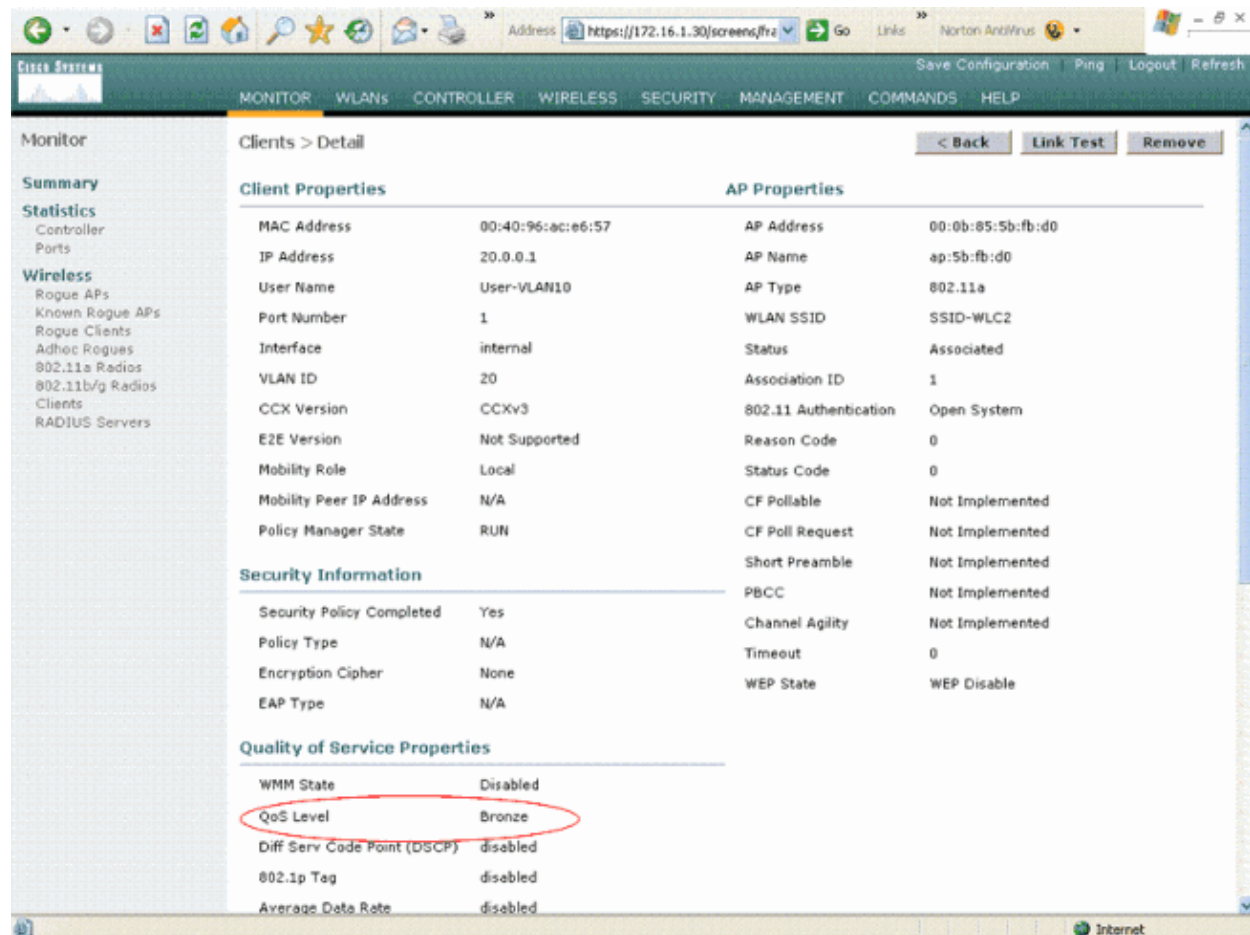 » Address https://172.16.1.30/screens/fra Go Links » Norton AntiVirus
CISCO SYSTEMS
Save Configuration Ping Logout Refresh
MONITOR WLANs CONTROLLER WIRELESS SECURITY MANAGEMENT COMMANDS HELP
Monitor
Summary
Statistics
Controller
Ports
Wireless
Rogue APs
Known Rogue APs
Rogue Clients
Adhoc Rogues
802.11a Radios
802.11b/g Radios
Clients
RADIUS Servers
Clients > Detail
< Back Link Test Remove
Client Properties
MAC Address 00:40:96:ac:e6:57
IP Address 20.0.0.1
User Name User-VLAN10
Port Number 1
Interface internal
VLAN ID 20
CCX Version CCXv3
E2E Version Not Supported
Mobility Role Local
Mobility Peer IP Address N/A
Policy Manager State RUN
Security Information
Security Policy Completed Yes
Policy Type N/A
Encryption Cipher None
EAP Type N/A
Quality of Service Properties
WMM State Disabled
QoS Level Bronze
Diff Serv Code Point (DSCP) disabled
802.1p Tag disabled
Average Data Rate disabled
AP Properties
AP Address 00:0b:85:5b:fb:d0
AP Name ap:5b:fb:d0
AP Type 802.11a
WLAN SSID SSID-WLC2
Status Associated
Association ID 1
802.11 Authentication Open System
Reason Code 0
Status Code 0
CF Pollable Not Implemented
CF Poll Request Not Implemented
Short Preamble Not Implemented
PBCC Not Implemented
Channel Agility Not Implemented
Timeout 0
WEP State WEP Disable
Internet